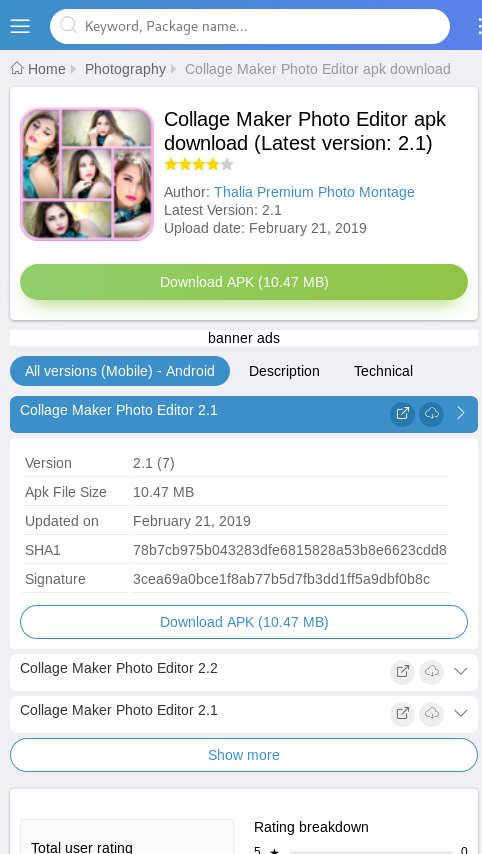 Keyword, Package name...
Home Photography Collage Maker Photo Editor apk download
Collage Maker Photo Editor apk
download (Latest version: 2.1)
Author: Thalia Premium Photo Montage
Latest Version: 2.1
Upload date: February 21, 2019
Download APK (10.47 MB)
banner ads
All versions (Mobile) - Android Description Technical
Collage Maker Photo Editor 2.1
Version 2.1 (7)
Apk File Size 10.47 MB
Updated on February 21, 2019
SHA1 78b7cb975b043283dfe6815828a53b8e6623cdd8
Signature 3cea69a0bce1f8ab77b5d7fb3dd1ff5a9dbf0b8c
Download APK (10.47 MB)
Collage Maker Photo Editor 2.2
Collage Maker Photo Editor 2.1
Show more
Rating breakdown
Total user rating
5 ★ 0